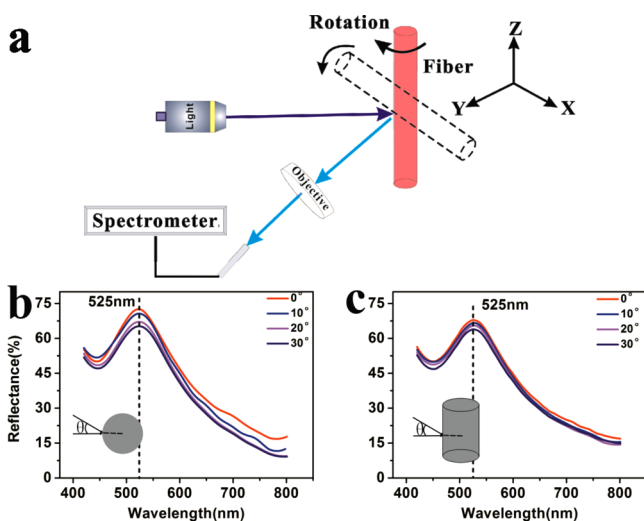 a
Rotation
Fiber
Z
Y
X
Light
Objective
Spectrometer
b
525nm
0°
10°
20°
30°
Reflectance(%)
75
60
45
30
15
θ
400 500 600 700 800
Wavelength(nm)
c
525nm
0°
10°
20°
30°
75
60
45
30
15
θ
400 500 600 700 800
Wavelength(nm)